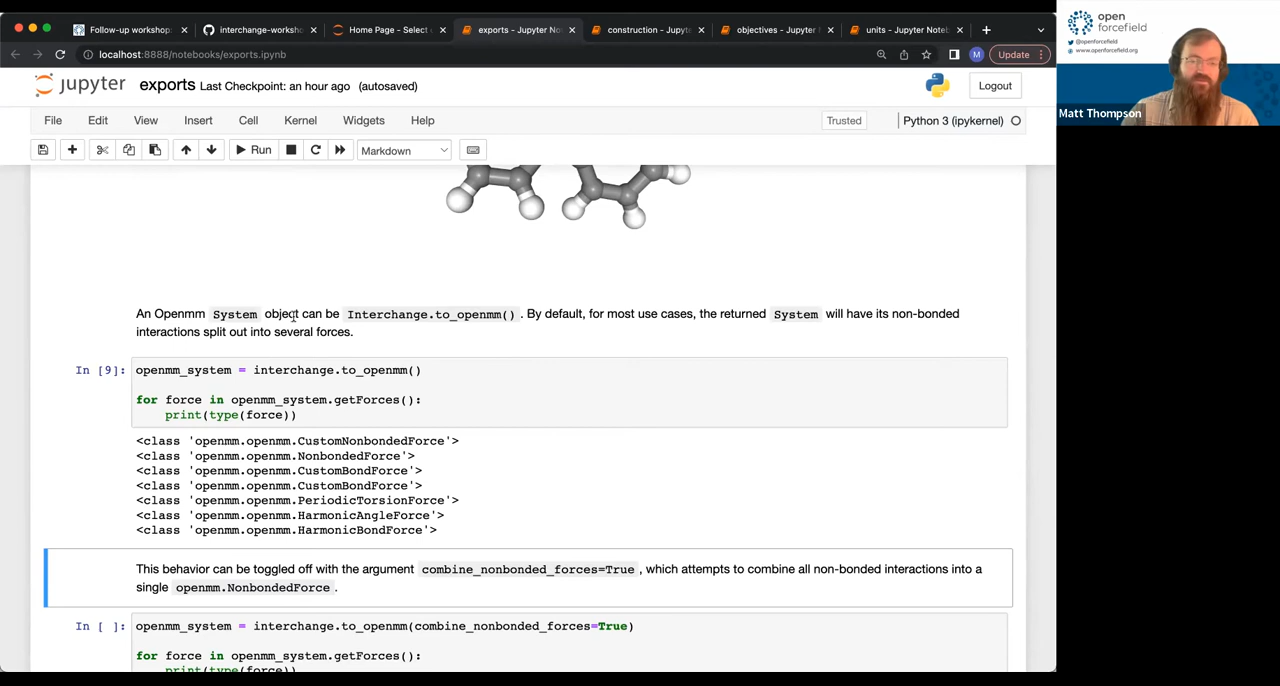 Follow-up workshop:
interchange-worksho
Home Page - Select
exports - Jupyter No
construction - Jupyte
objectives - Jupyter
units - Jupyter Noteb
localhost:8888/notebooks/exports.ipynb
M
Update
jupyter
exports Last Checkpoint: an hour ago (autosaved)
Logout
File Edit View Insert Cell Kernel Widgets Help
Trusted
Python 3 (ipykernel)
Run
Markdown
An Openmm System object can be Interchange.to_openmm() . By default, for most use cases, the returned System will have its non-bonded
interactions split out into several forces.
In [9]: openmm_system = interchange.to_openmm()
for force in openmm_system.getForces():
print(type(force))
<class 'openmm.openmm.CustomNonbondedForce'>
<class 'openmm.openmm.NonbondedForce'>
<class 'openmm.openmm.CustomBondForce'>
<class 'openmm.openmm.CustomBondForce'>
<class 'openmm.openmm.PeriodicTorsionForce'>
<class 'openmm.openmm.HarmonicAngleForce'>
<class 'openmm.openmm.HarmonicBondForce'>
This behavior can be toggled off with the argument combine_nonbonded_forces=True , which attempts to combine all non-bonded interactions into a
single openmm.NonbondedForce .
In [ ]: openmm_system = interchange.to_openmm(combine_nonbonded_forces=True)
for force in openmm_system.getForces():
print(type(force))
open
forcefield
@openforcefield
www.openforcefield.org
Matt Thompson